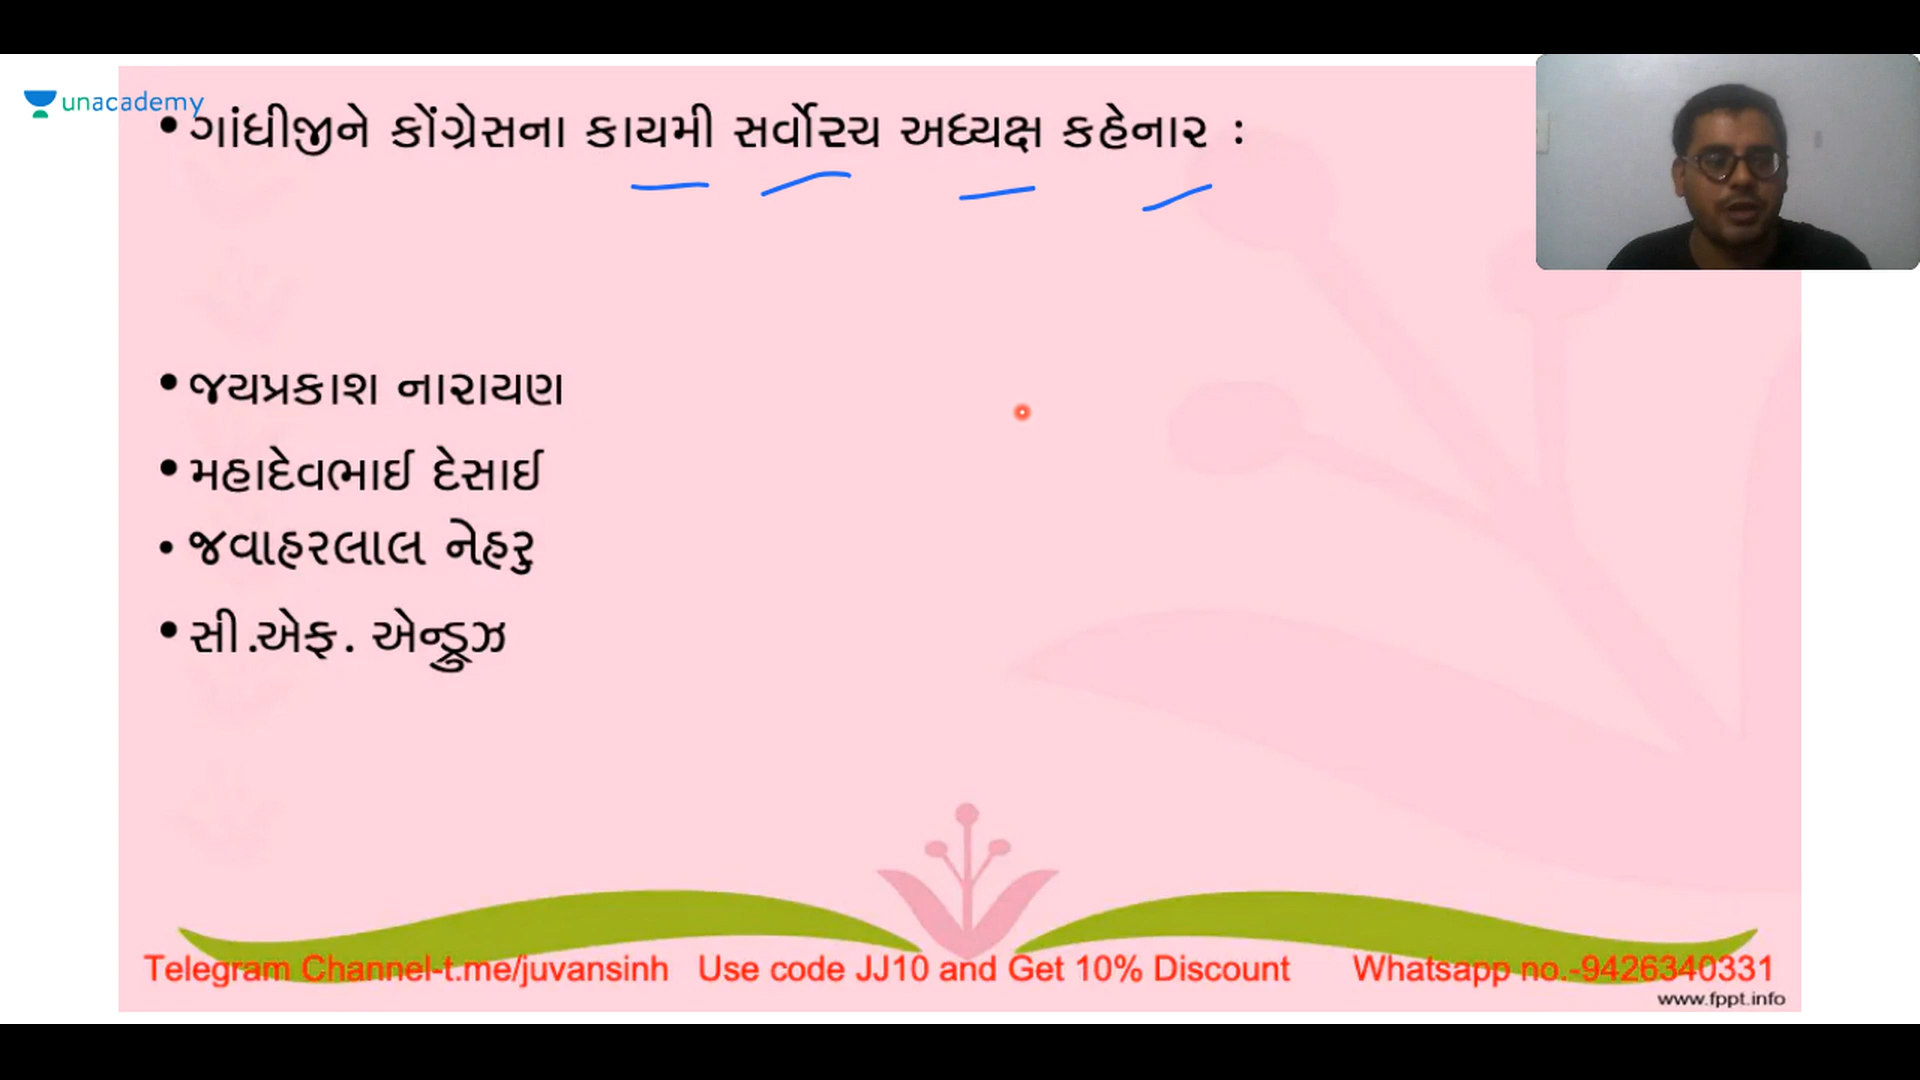 unacademy
• ગાંધીજીને કોંગ્રેસના કાયમી સર્વોરચ અધ્યક્ષ કહેનાર :
• જયપ્રકાશ નારાયણ
• મહાદેવભાઈ દેસાઈ
• જવાહરલાલ નેહરુ
• સી.એફ. એન્ડ્રુઝ
Telegram Channel-t.me/juvansinh Use code JJ10 and Get 10% Discount Whatsapp no.-9426340331
www.fppt.info